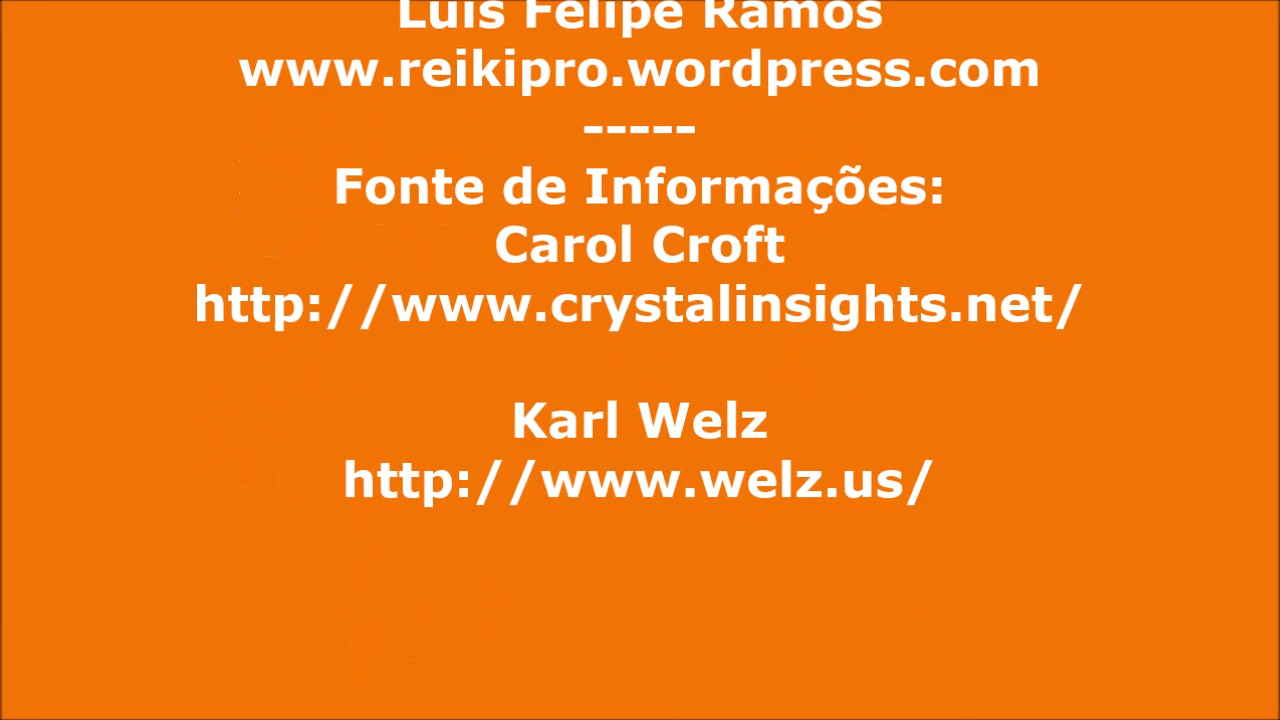 Luis Felipe Ramos
www.reikipro.wordpress.com
-----
Fonte de Informações:
Carol Croft
http://www.crystalinsights.net/
Karl Welz
http://www.welz.us/